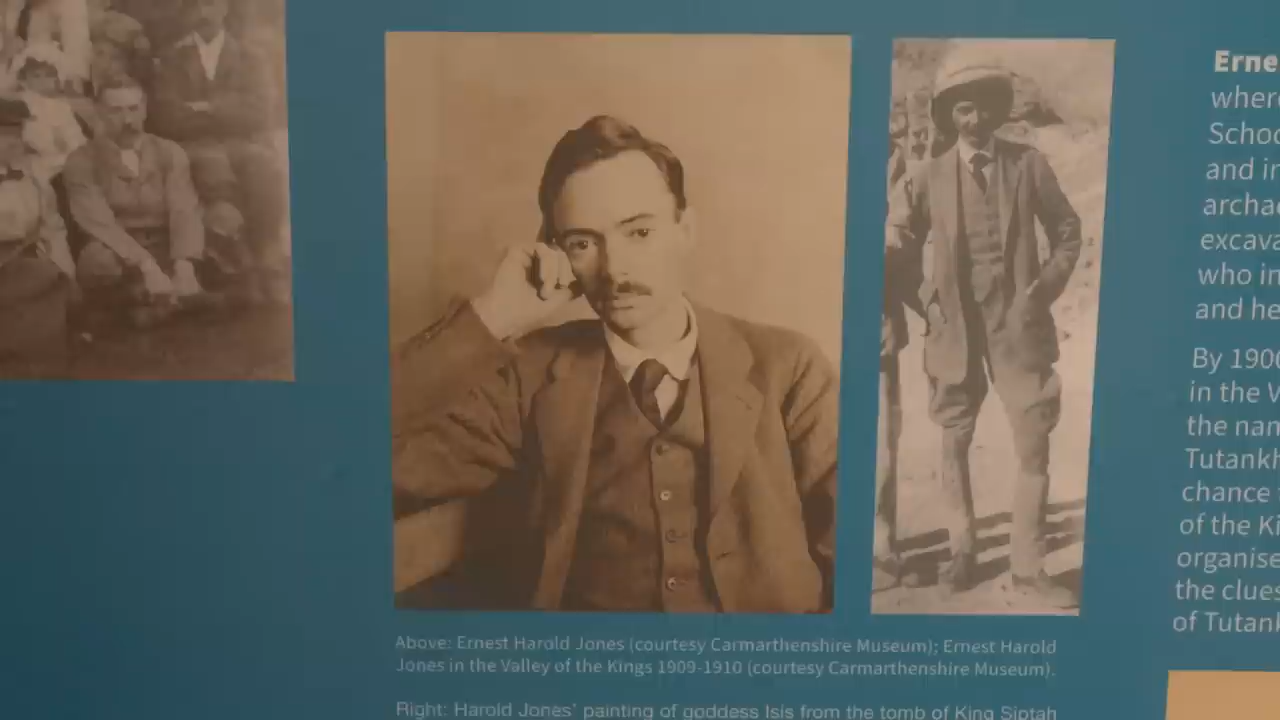 Above: Ernest Harold Jones (courtesy Carmarthenshire Museum); Ernest Harold
Jones in the Valley of the Kings 1909-1910 (courtesy Carmarthenshire Museum).
Right: Harold Jones' painting of goddess Isis from the tomb of King Siptah
Erne
where
Schoo
and in
archae
excava
who in
and he
By 190
in the V
the nam
Tutankh
chance
of the Ki
organise
the clues
of Tutank